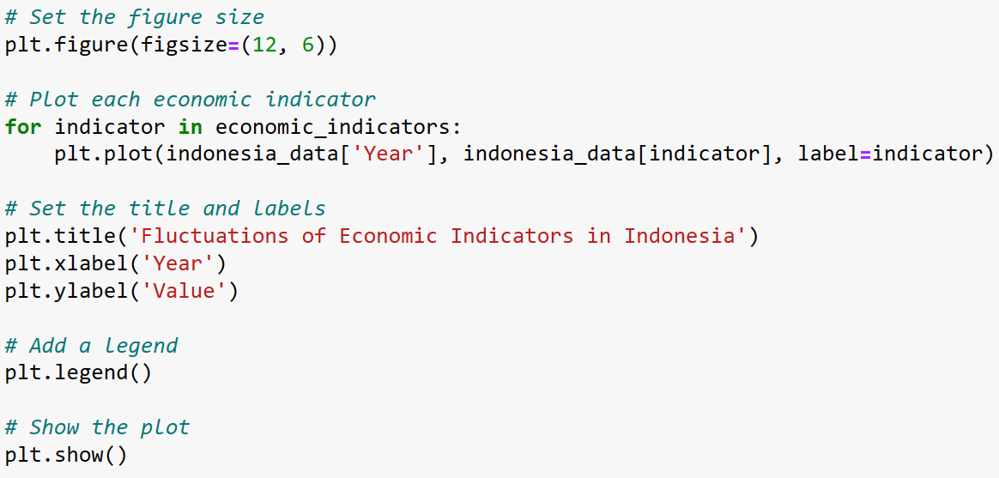 # Set the figure size
plt.figure(figsize=(12, 6))
# Plot each economic indicator
for indicator in economic_indicators:
    plt.plot(indonesia_data['Year'], indonesia_data[indicator], label=indicator)
# Set the title and labels
plt.title('Fluctuations of Economic Indicators in Indonesia')
plt.xlabel('Year')
plt.ylabel('Value')
# Add a legend
plt.legend()
# Show the plot
plt.show()